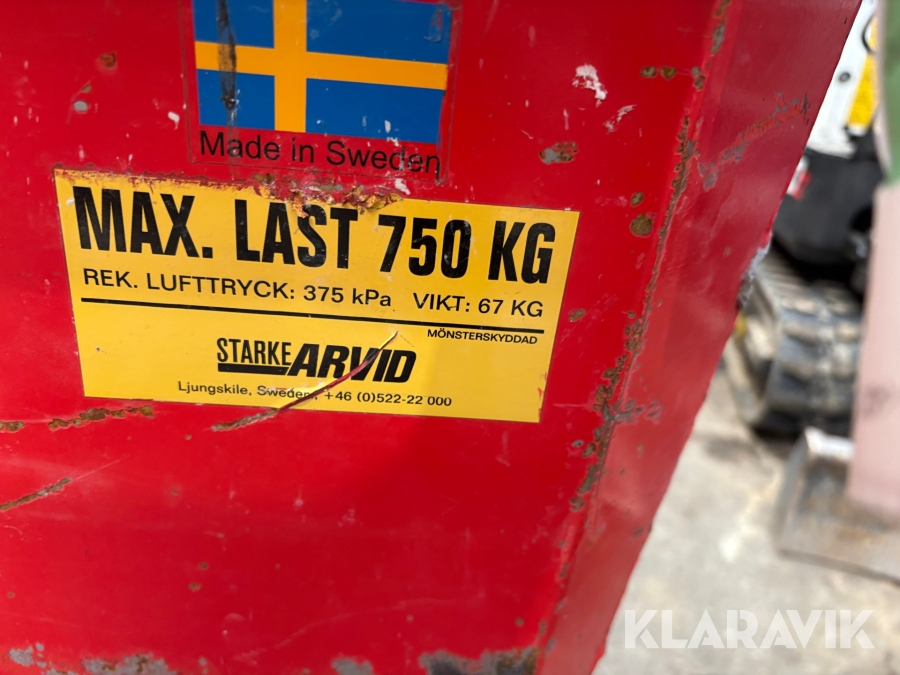 Made in Sweden
MAX. LAST 750 KG
REK. LUFTTRYCK: 375 kPa VIKT: 67 KG
MÖNSTERSKYDDAD
STARKE ARVID
Ljungskile, Sweden, +46 (0)522-22 000
KLARAVIK